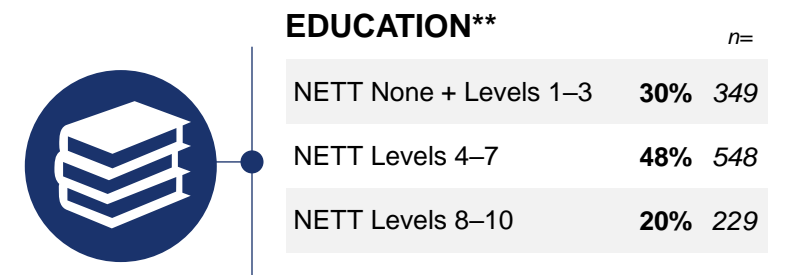 EDUCATION**
n=
NETT None + Levels 1–3 30% 349
NETT Levels 4–7 48% 548
NETT Levels 8–10 20% 229